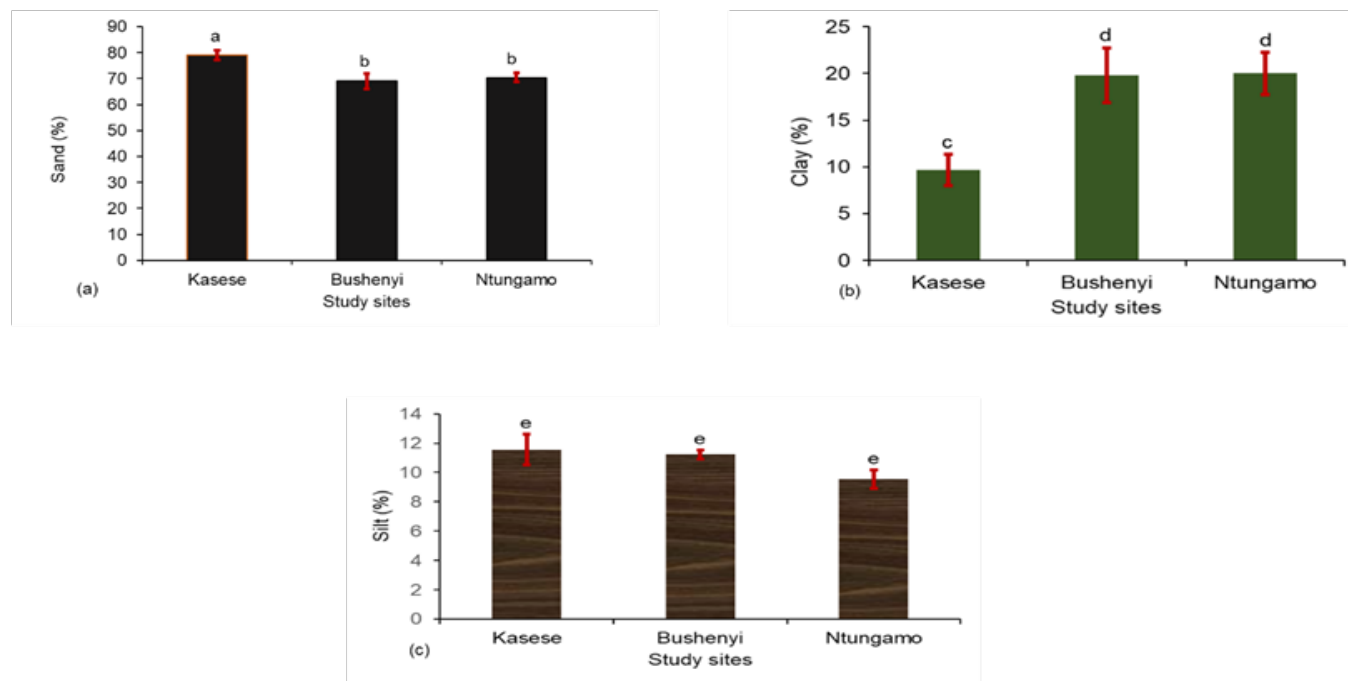 90
80
70
60
50
40
30
20
10
0
Sand (%)
a
b
b
Kasese Bushenyi Ntungamo
(a)
Study sites
25
20
15
10
5
0
Clay (%)
c
d
d
Kasese Bushenyi Ntungamo
(b)
Study sites
14
12
10
8
6
4
2
0
Silt (%)
e
e
e
Kasese Bushenyi Ntungamo
(c)
Study sites